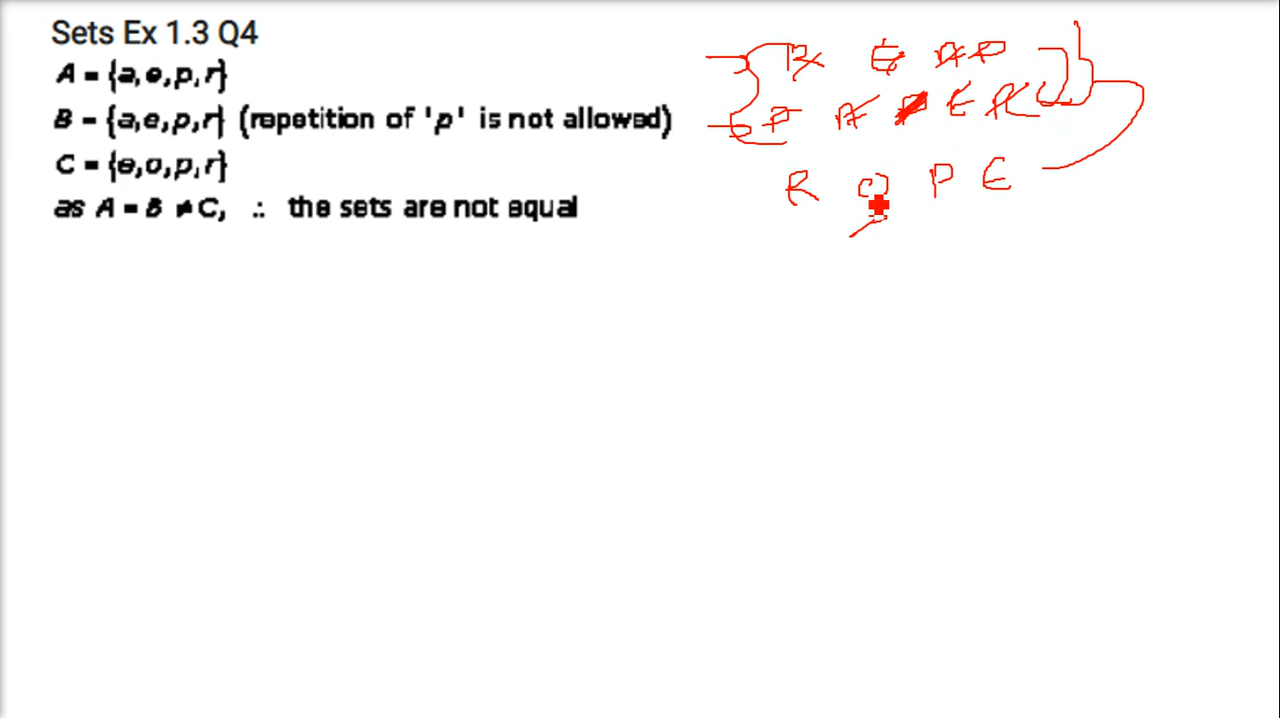 Sets Ex 1.3 Q4
A = {a,e,p,r}
B = {a,e,p,r} (repetition of 'p' is not allowed)
C = {e,o,p,r}
as A = B ≠ C, ∴ the sets are not equal
R E A P
P A P E R
R O P E